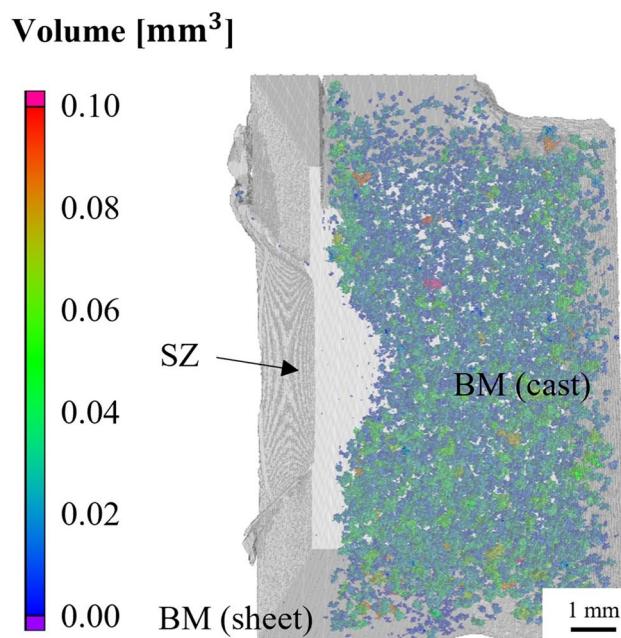 Volume [mm³]
0.10
0.08
0.06
0.04
0.02
0.00
SZ
BM (cast)
BM (sheet)
1 mm